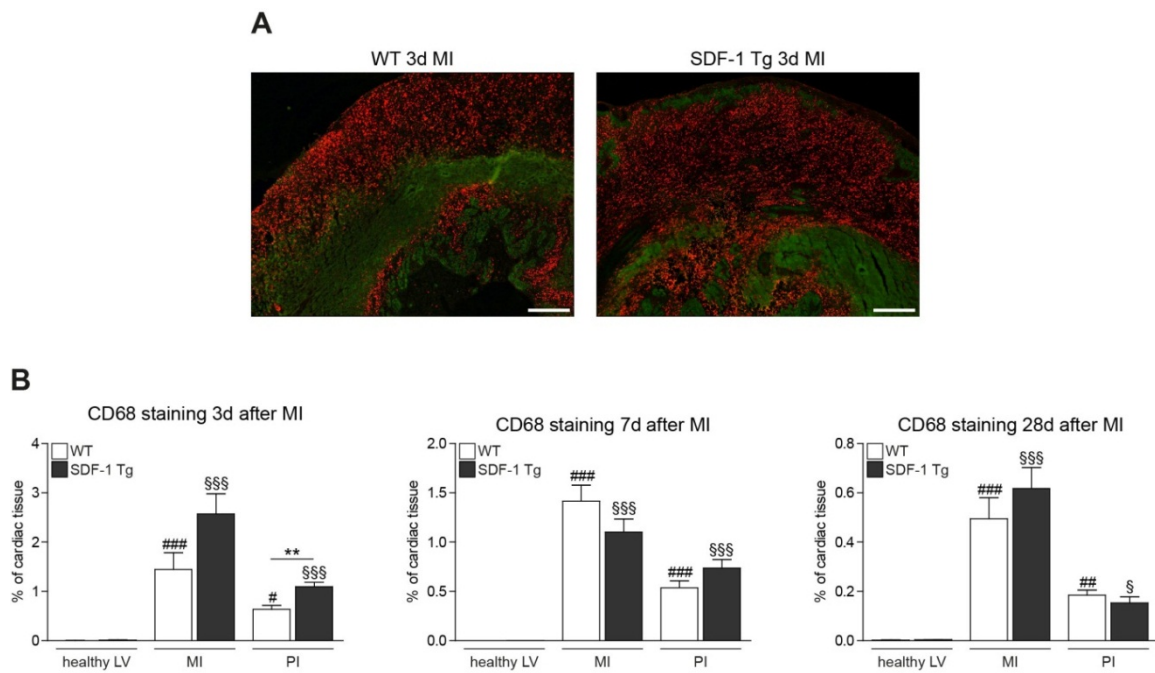 A
WT 3d MI
SDF-1 Tg 3d MI
B
CD68 staining 3d after MI
% of cardiac tissue
4
3
2
1
0
WT
SDF-1 Tg
###
§§§
#
**
§§§
healthy LV
MI
PI
CD68 staining 7d after MI
% of cardiac tissue
2.0
1.5
1.0
0.5
0.0
WT
SDF-1 Tg
###
§§§
###
§§§
healthy LV
MI
PI
CD68 staining 28d after MI
% of cardiac tissue
0.8
0.6
0.4
0.2
0.0
WT
SDF-1 Tg
###
§§§
##
§
healthy LV
MI
PI